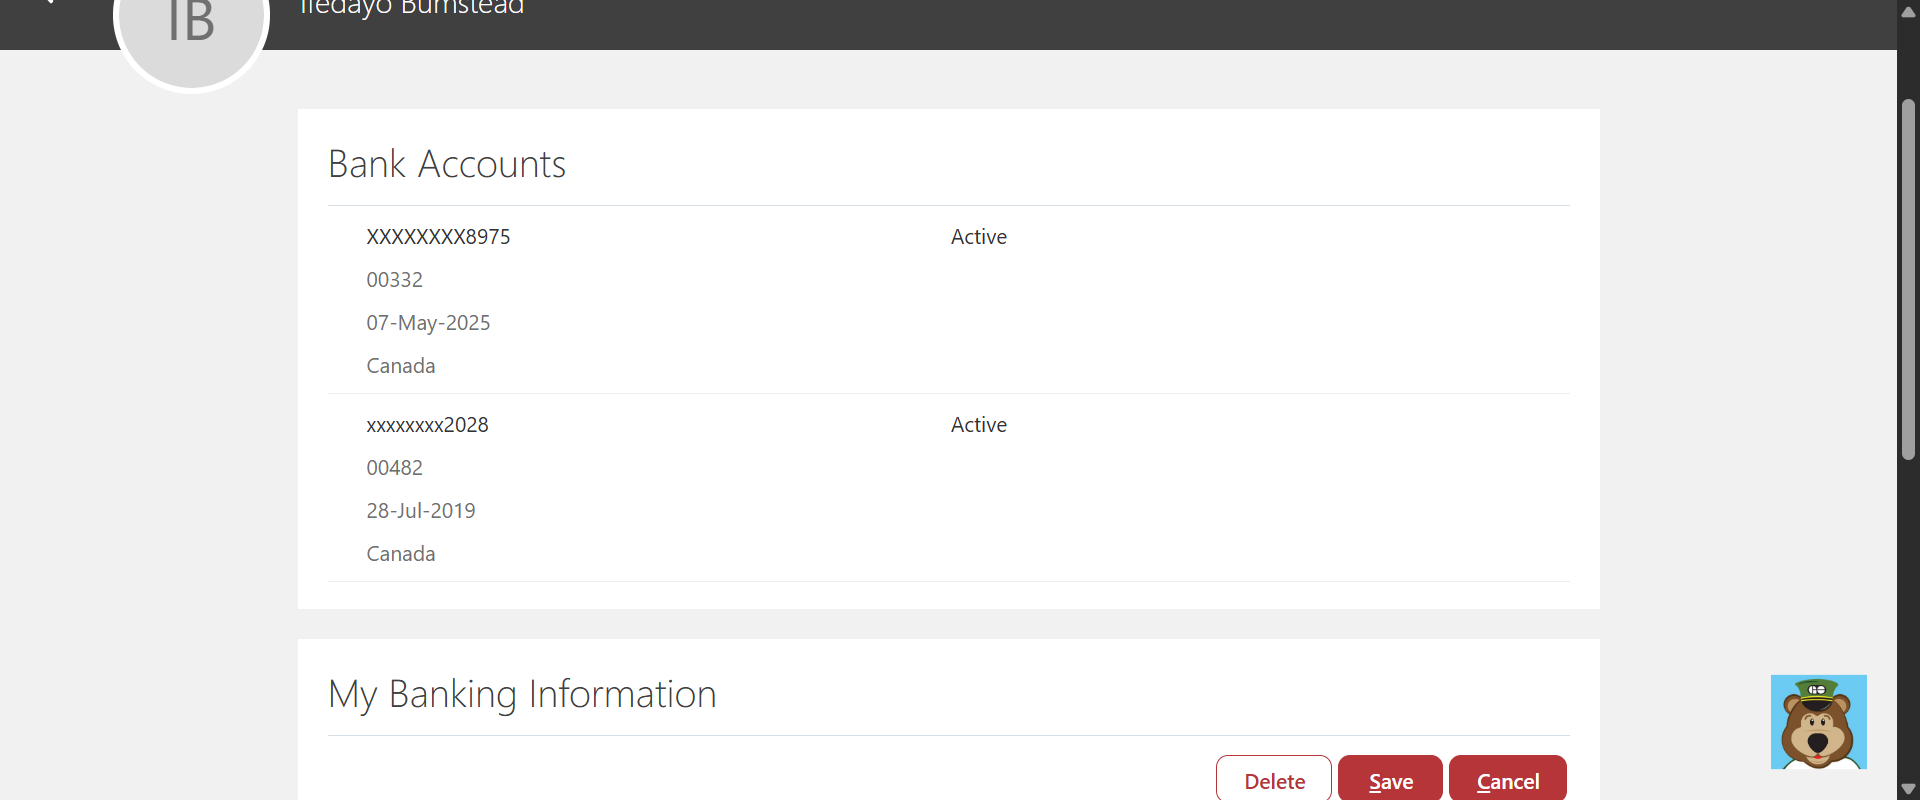 IB
Ifedayo Bumstead
Bank Accounts
XXXXXXXX8975
Active
00332
07-May-2025
Canada
xxxxxxxx2028
Active
00482
28-Jul-2019
Canada
My Banking Information
Delete
Save
Cancel
GO